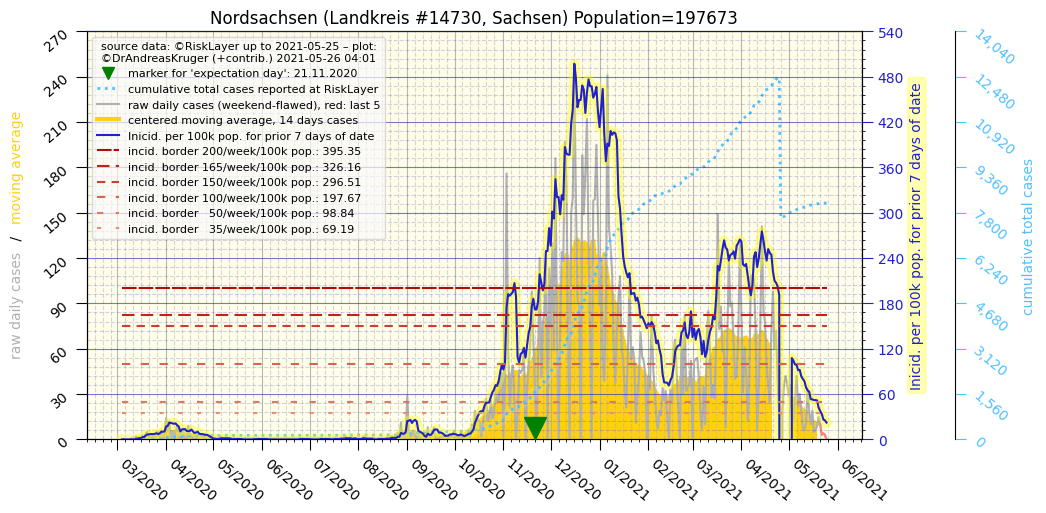 Nordsachsen (Landkreis #14730, Sachsen) Population=197673
source data: ©RiskLayer up to 2021-05-25 – plot:
©DrAndreasKruger (+contrib.) 2021-05-26 04:01
marker for 'expectation day': 21.11.2020
cumulative total cases reported at RiskLayer
raw daily cases (weekend-flawed), red: last 5
centered moving average, 14 days cases
Inicid. per 100k pop. for prior 7 days of date
incid. border 200/week/100k pop.: 395.35
incid. border 165/week/100k pop.: 326.16
incid. border 150/week/100k pop.: 296.51
incid. border 100/week/100k pop.: 197.67
incid. border 50/week/100k pop.: 98.84
incid. border 35/week/100k pop.: 69.19
raw daily cases / moving average
270
240
210
180
150
120
90
60
30
0
03/2020
04/2020
05/2020
06/2020
07/2020
08/2020
09/2020
10/2020
11/2020
12/2020
01/2021
02/2021
03/2021
04/2021
05/2021
06/2021
540
480
420
360
300
240
180
120
60
0
Inicid. per 100k pop. for prior 7 days of date
14,040
12,480
10,920
9,360
7,800
6,240
4,680
3,120
1,560
0
cumulative total cases